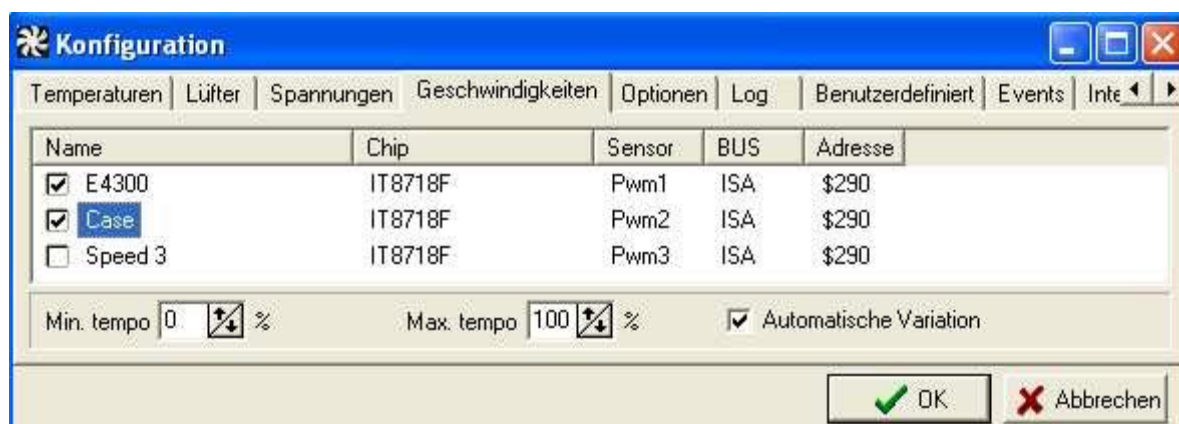 Konfiguration
Temperaturen Lüfter Spannungen Geschwindigkeiten Optionen Log Benutzerdefiniert Events Inte
Name Chip Sensor BUS Adresse
E4300 IT8718F Pwm1 ISA $290
Case IT8718F Pwm2 ISA $290
Speed 3 IT8718F Pwm3 ISA $290
Min. tempo 0 % Max. tempo 100 % Automatische Variation
OK Abbrechen